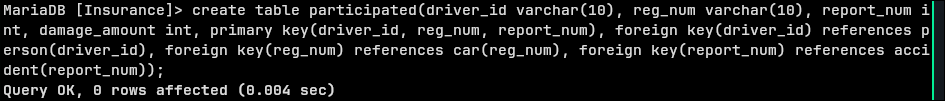 MariaDB [Insurance]> create table participated(driver_id varchar(10), reg_num varchar(10), report_num i
nt, damage_amount int, primary key(driver_id, reg_num, report_num), foreign key(driver_id) references p
erson(driver_id), foreign key(reg_num) references car(reg_num), foreign key(report_num) references acci
dent(report_num));
Query OK, 0 rows affected (0.004 sec)